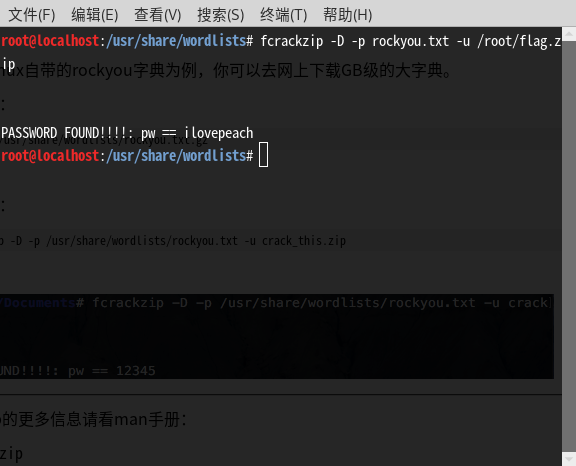 文件(F) 编辑(E) 查看(V) 搜索(S) 终端(T) 帮助(H)
root@localhost:/usr/share/wordlists# fcrackzip -D -p rockyou.txt -u /root/flag.z
ip
ux自带的rockyou字典为例，你可以去网上下载GB级的大字典。
：
PASSWORD FOUND!!!!: pw == ilovepeach
/usr/share/wordlists/rockyou.txt.gz
root@localhost:/usr/share/wordlists#
：
p -D -p /usr/share/wordlists/rockyou.txt -u crack_this.zip
/Documents# fcrackzip -D -p /usr/share/wordlists/rockyou.txt -u crack
UND!!!!: pw == 12345
的更多信息请看man手册：
zip